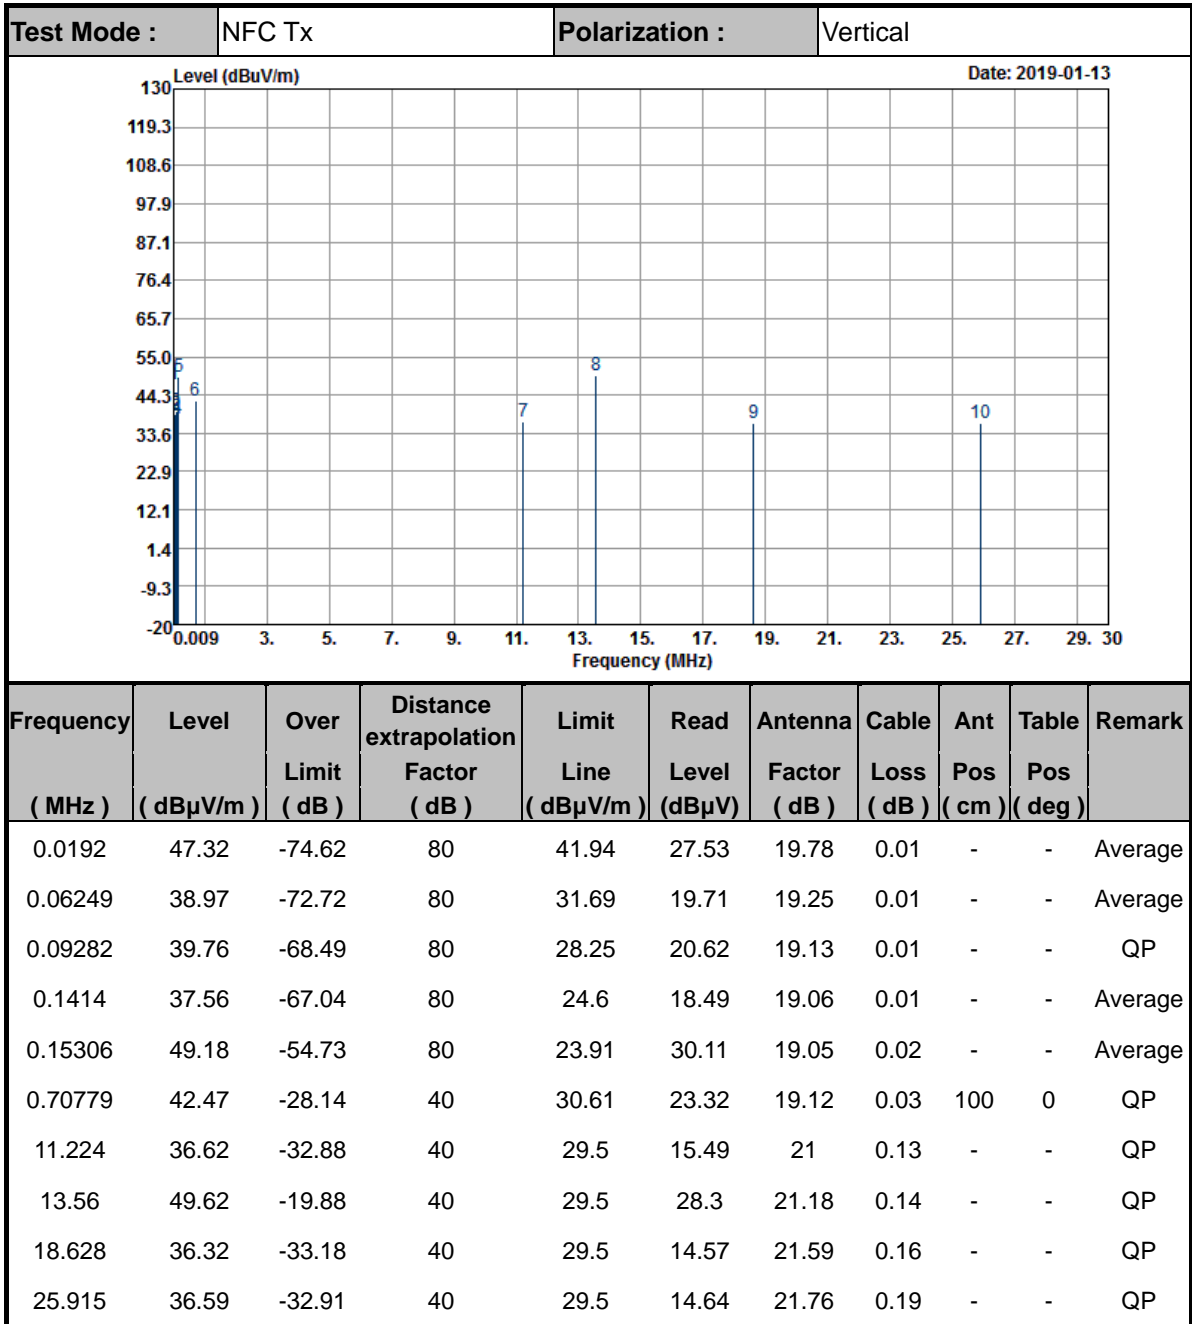 Test Mode : NFC Tx Polarization : Vertical
Level (dBuV/m) Date: 2019-01-13
130
119.3
108.6
97.9
87.1
76.4
65.7
55.0
44.3
33.6
22.9
12.1
1.4
-9.3
-20
5
6
7
8
9
10
0.009 3. 5. 7. 9. 11. 13. 15. 17. 19. 21. 23. 25. 27. 29. 30
Frequency (MHz)
Frequency Level Over Distance extrapolation Limit Read Antenna Cable Ant Table Remark
Limit Factor Line Level Factor Loss Pos Pos
( MHz ) ( dBµV/m ) ( dB ) ( dB ) ( dBµV/m ) (dBµV) ( dB ) ( dB ) ( cm ) ( deg )
0.0192 47.32 -74.62 80 41.94 27.53 19.78 0.01 - - Average
0.06249 38.97 -72.72 80 31.69 19.71 19.25 0.01 - - Average
0.09282 39.76 -68.49 80 28.25 20.62 19.13 0.01 - - QP
0.1414 37.56 -67.04 80 24.6 18.49 19.06 0.01 - - Average
0.15306 49.18 -54.73 80 23.91 30.11 19.05 0.02 - - Average
0.70779 42.47 -28.14 40 30.61 23.32 19.12 0.03 100 0 QP
11.224 36.62 -32.88 40 29.5 15.49 21 0.13 - - QP
13.56 49.62 -19.88 40 29.5 28.3 21.18 0.14 - - QP
18.628 36.32 -33.18 40 29.5 14.57 21.59 0.16 - - QP
25.915 36.59 -32.91 40 29.5 14.64 21.76 0.19 - - QP